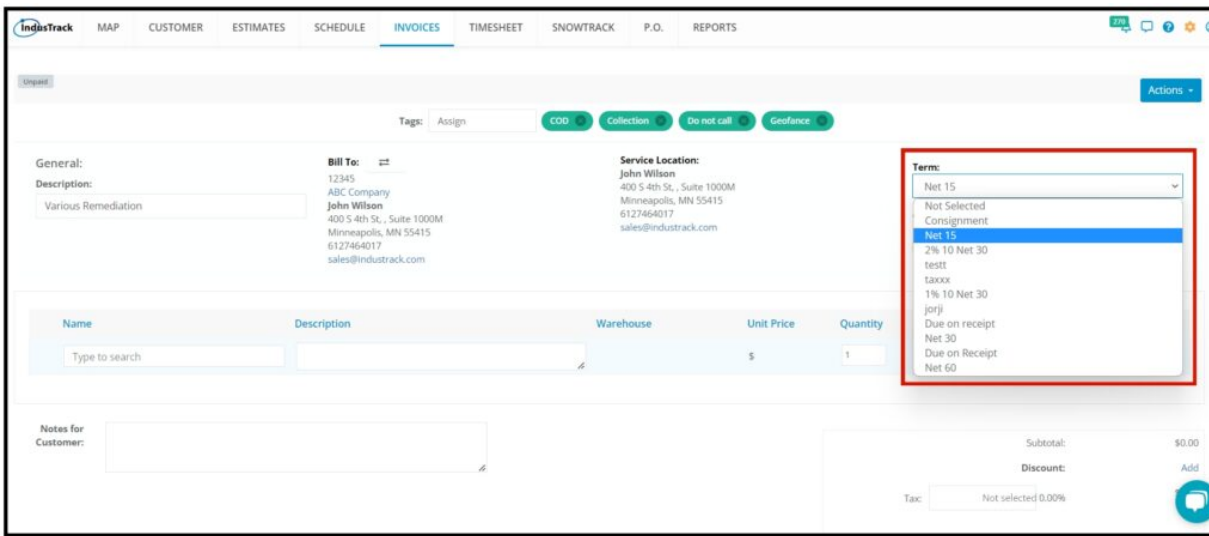 IndusTrack MAP CUSTOMER ESTIMATES SCHEDULE INVOICES TIMESHEET SNOWTRACK P.O. REPORTS 270
Unpaid
Actions
Tags: Assign COD Collection Do not call Geofance
General:
Description:
Various Remediation
Bill To:
12345
ABC Company
John Wilson
400 S 4th St, , Suite 1000M
Minneapolis, MN 55415
6127464017
sales@industrack.com
Service Location:
John Wilson
400 S 4th St, , Suite 1000M
Minneapolis, MN 55415
6127464017
sales@industrack.com
Term:
Net 15
Not Selected
Consignment
Net 15
2% 10 Net 30
testt
taxxx
1% 10 Net 30
jorji
Due on receipt
Net 30
Due on Receipt
Net 60
Name Description Warehouse Unit Price Quantity
Type to search $ 1
Notes for
Customer:
Subtotal: $0.00
Discount: Add
Tax: Not selected 0.00%